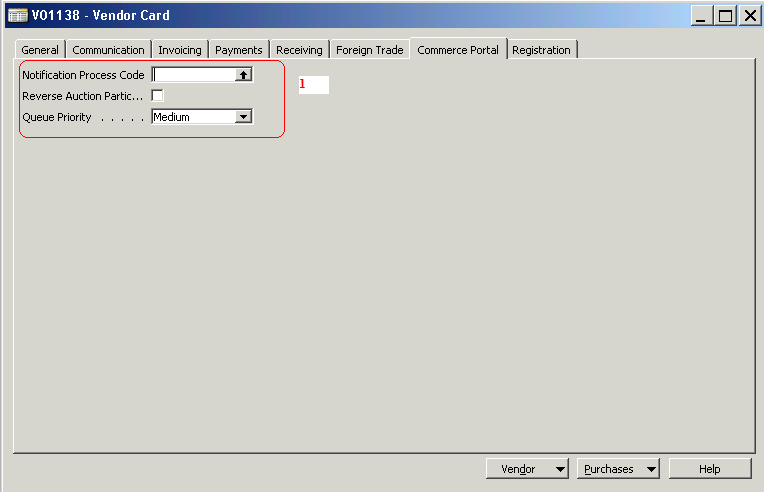 V01138 - Vendor Card
General Communication Invoicing Payments Receiving Foreign Trade Commerce Portal Registration
Notification Process Code
1
Reverse Auction Partic...
Queue Priority . . . . . Medium
Vendor Purchases Help